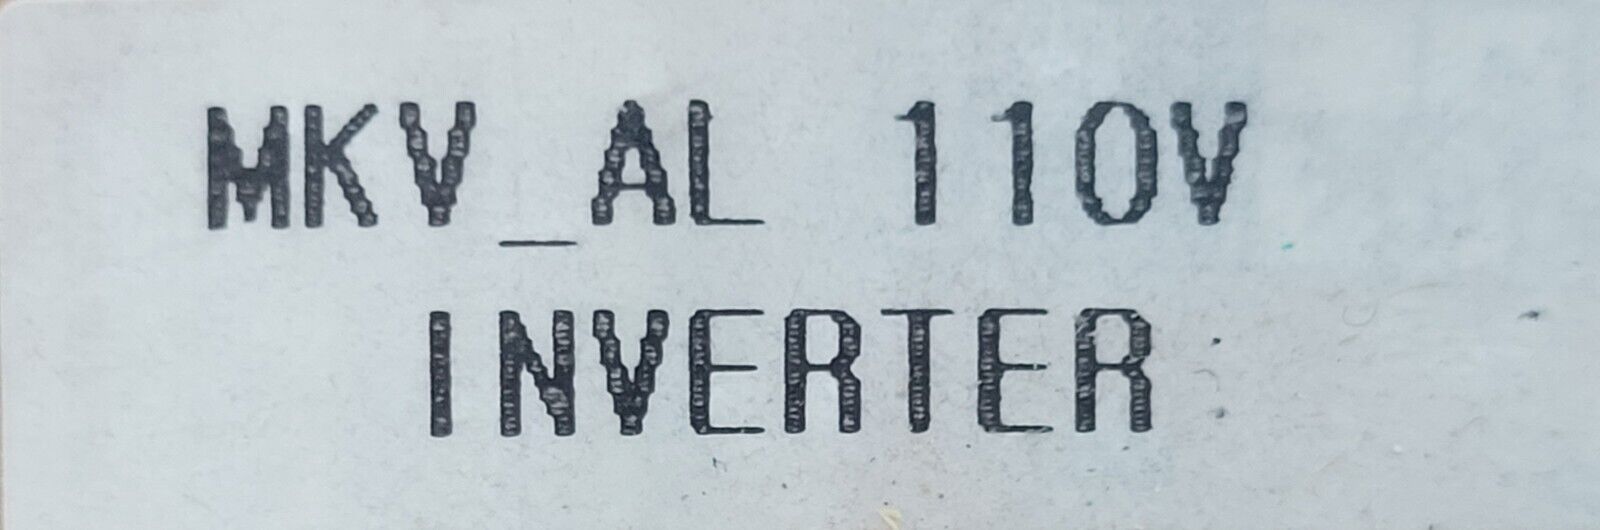 MKV_AL 110V
INVERTER